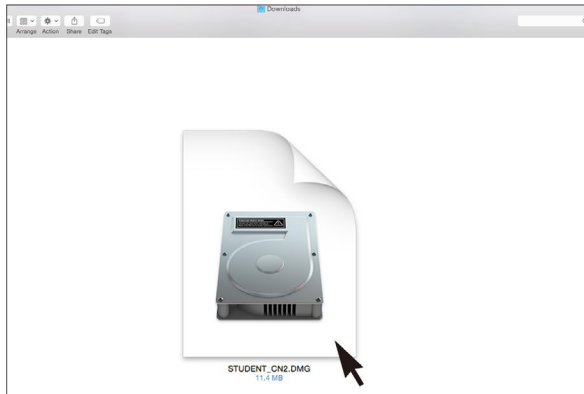 Downloads
Arrange Action Share Edit Tags
STUDENT_CN2.DMG
11.4 MB